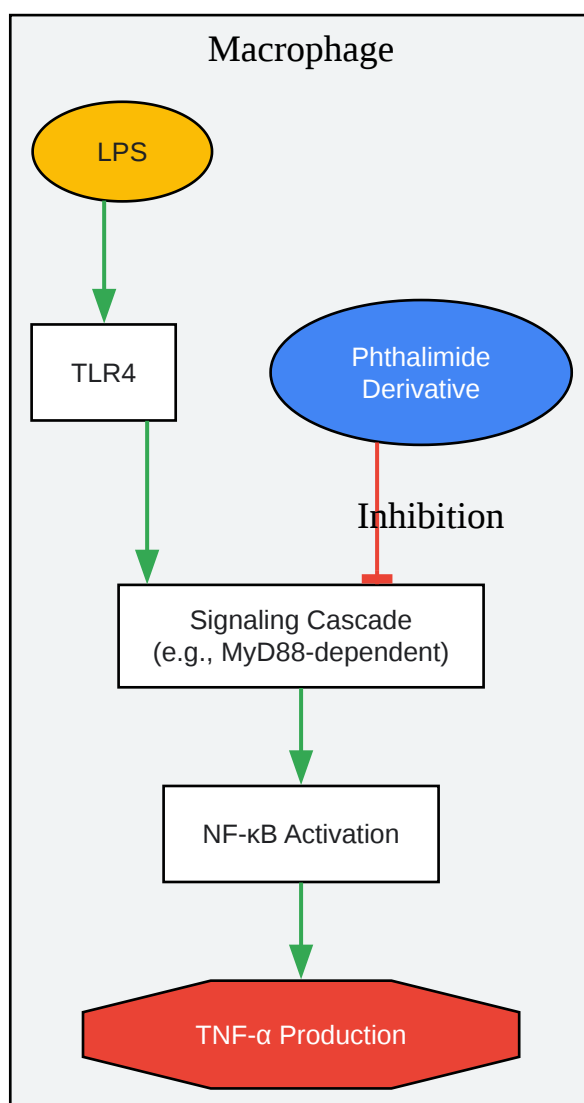 Macrophage
LPS
TLR4
Phthalimide
Derivative
Inhibition
Signaling Cascade
(e.g., MyD88-dependent)
NF-κB Activation
TNF-α Production